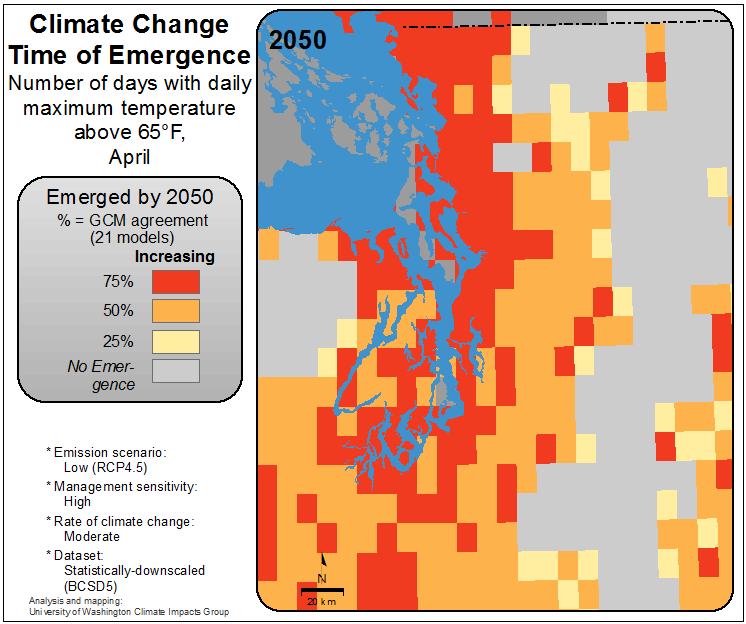 Climate Change
Time of Emergence
Number of days with daily
maximum temperature
above 65°F,
April
2050
Emerged by 2050
% = GCM agreement
(21 models)
Increasing
75%
50%
25%
No Emer-
gence
* Emission scenario:
Low (RCP4.5)
* Management sensitivity:
High
* Rate of climate change:
Moderate
* Dataset:
Statistically-downscaled
(BCSD5)
Analysis and mapping:
University of Washington Climate Impacts Group
N
20 km